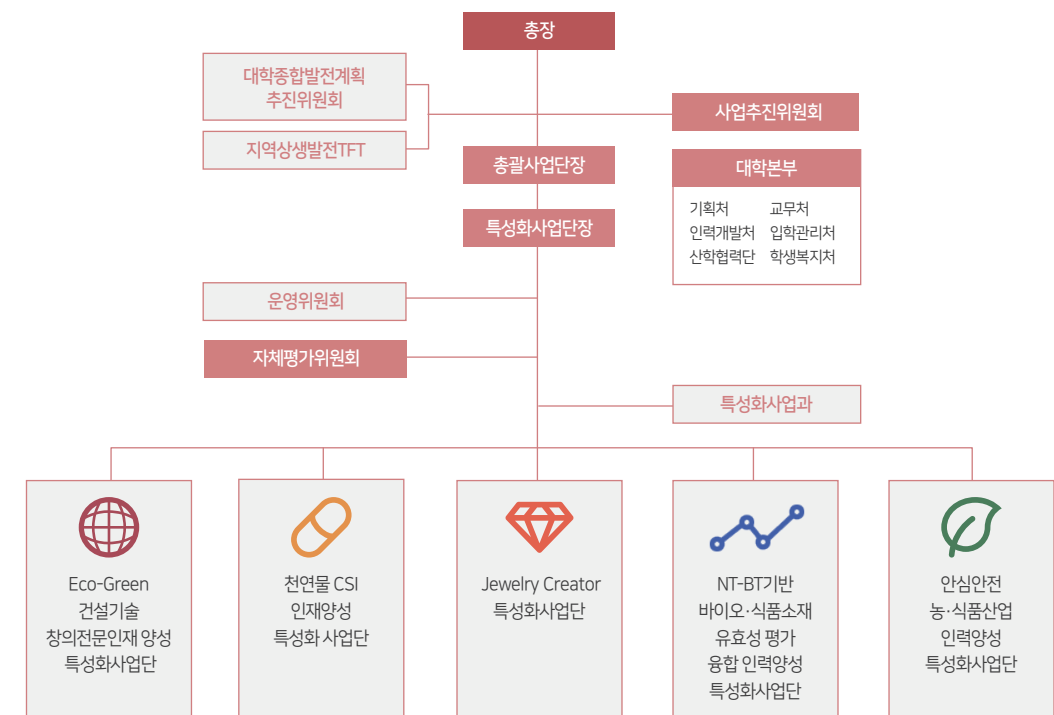 총장
대학종합발전계획
추진위원회
사업추진위원회
지역상생발전TFT
총괄사업단장
대학본부
기획처 교무처
인력개발처 입학관리처
산학협력단 학생복지처
특성화사업단장
운영위원회
자체평가위원회
특성화사업과
Eco-Green
건설기술
창의전문인재 양성
특성화사업단
천연물 CSI
인재양성
특성화 사업단
Jewelry Creator
특성화사업단
NT-BT기반
바이오·식품소재
유효성 평가
융합 인력양성
특성화사업단
안심안전
농·식품산업
인력양성
특성화사업단